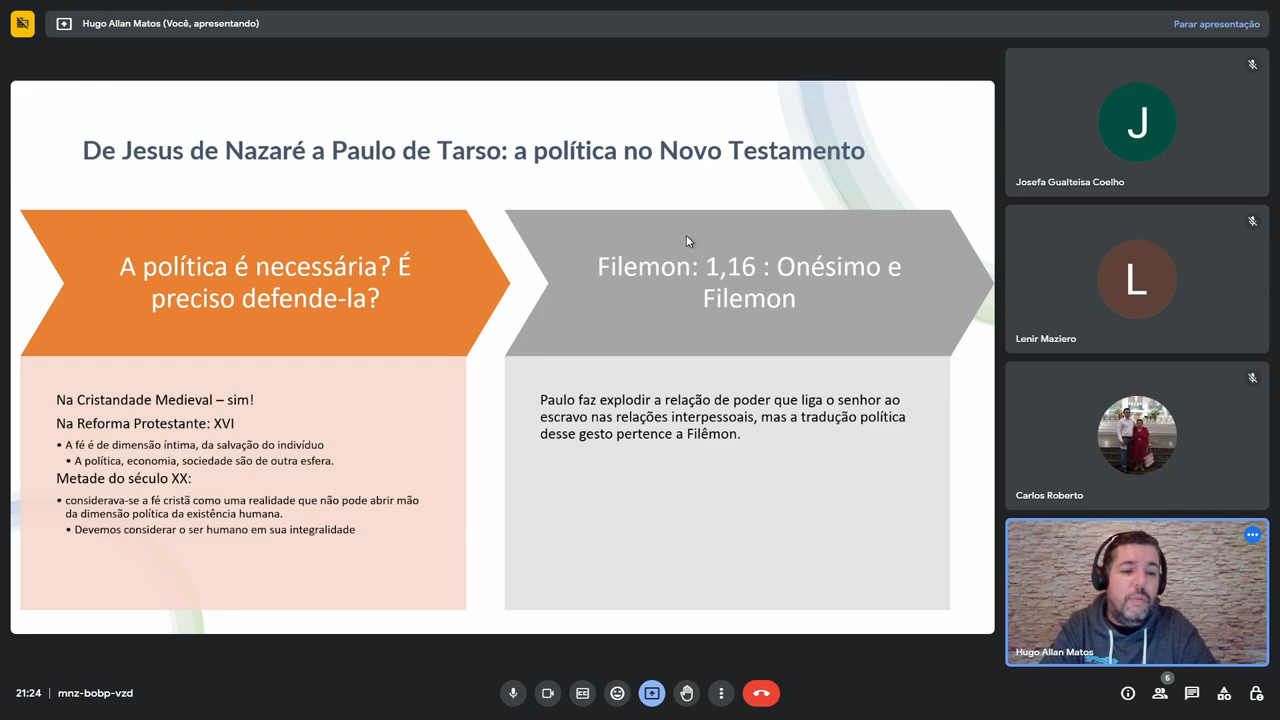 Hugo Allan Matos (Você, apresentando)
Parar apresentação
De Jesus de Nazaré a Paulo de Tarso: a política no Novo Testamento
A política é necessária? É
preciso defende-la?
Na Cristandade Medieval – sim!
Na Reforma Protestante: XVI
• A fé é de dimensão íntima, da salvação do indivíduo
• A política, economia, sociedade são de outra esfera.
Metade do século XX:
• considerava-se a fé cristã como uma realidade que não pode abrir mão
da dimensão política da existência humana.
• Devemos considerar o ser humano em sua integralidade
Filemon: 1,16 : Onésimo e
Filemon
Paulo faz explodir a relação de poder que liga o senhor ao
escravo nas relações interpessoais, mas a tradução política
desse gesto pertence a Filêmon.
J
Josefa Gualteisa Coelho
L
Lenir Maziero
Carlos Roberto
Hugo Allan Matos
21:24 | mnz-bobp-vzd
6